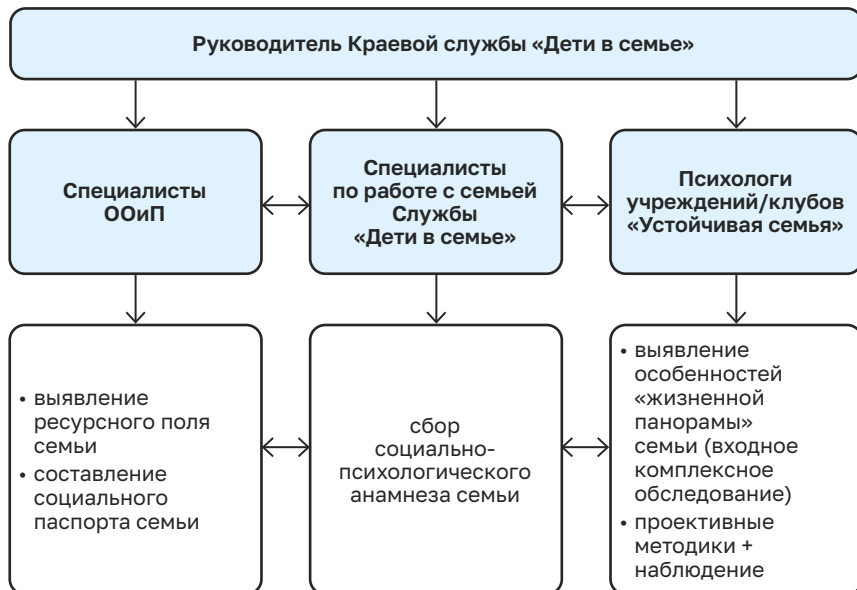 Руководитель Краевой службы «Дети в семье»
Специалисты
ООиП
Специалисты
по работе с семьей
Службы
«Дети в семье»
Психологи
учреждений/клубов
«Устойчивая семья»
• выявление
ресурсного поля
семьи
• составление
социального
паспорта семьи
сбор
социально-
психологического
анамнеза семьи
• выявление
особенностей
«жизненной
панорамы»
семьи (входное
комплексное
обследование)
• проективные
методики +
наблюдение